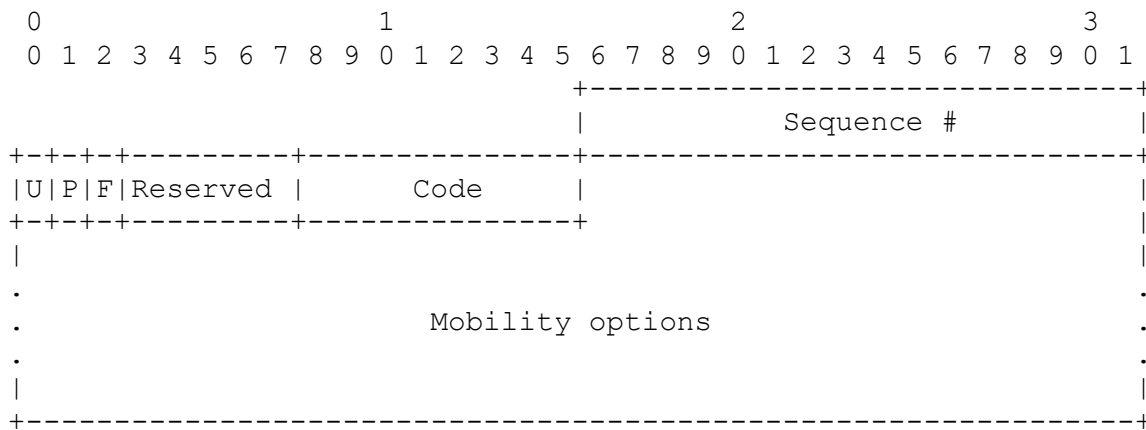 0                   1                   2                   3
 0 1 2 3 4 5 6 7 8 9 0 1 2 3 4 5 6 7 8 9 0 1 2 3 4 5 6 7 8 9 0 1
                                +-------------------------------+
                                |           Sequence #          |
+-+-+-+---------+---------------+-------------------------------+
|U|P|F|Reserved |      Code     |                               |
+-+-+-+---------+---------------+                               |
|                                                               |
.                                                               .
.                       Mobility options                        .
.                                                               .
|                                                               |
+---------------------------------------------------------------+